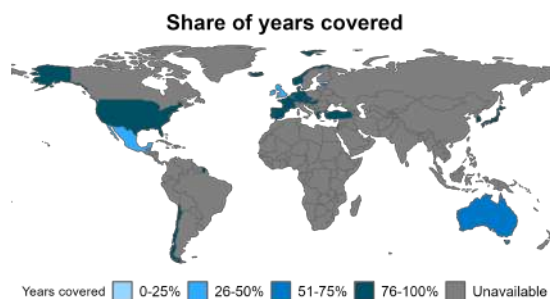 Share of years covered
Years covered 0-25% 26-50% 51-75% 76-100% Unavailable